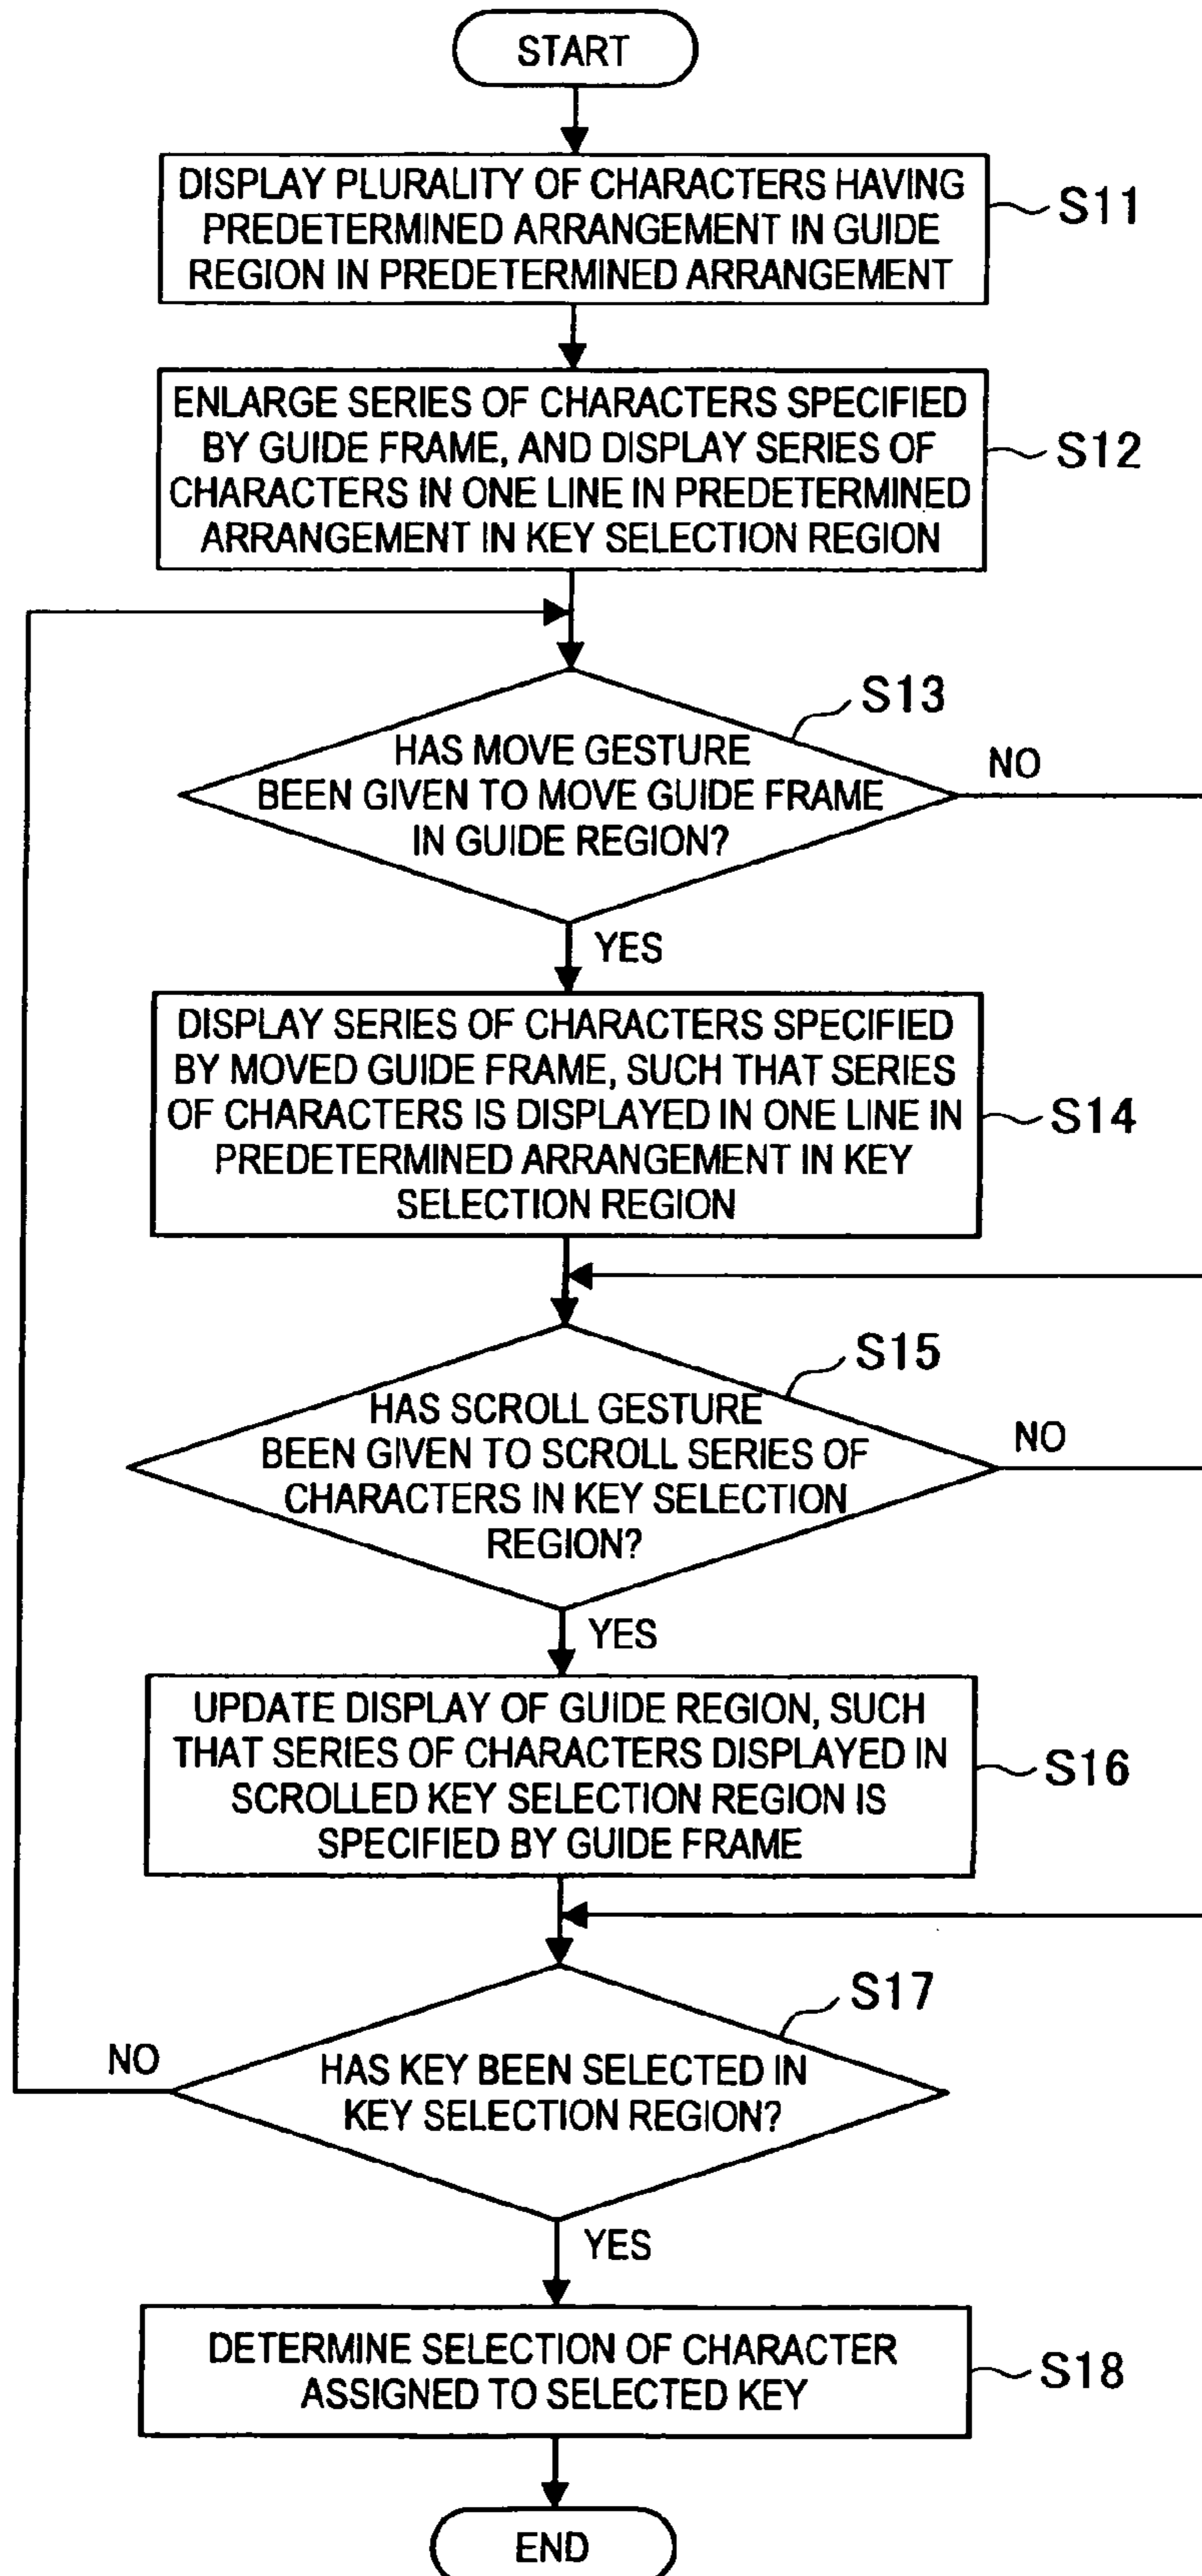 START
DISPLAY PLURALITY OF CHARACTERS HAVING
PREDETERMINED ARRANGEMENT IN GUIDE
REGION IN PREDETERMINED ARRANGEMENT
S11
ENLARGE SERIES OF CHARACTERS SPECIFIED
BY GUIDE FRAME, AND DISPLAY SERIES OF
CHARACTERS IN ONE LINE IN PREDETERMINED
ARRANGEMENT IN KEY SELECTION REGION
S12
S13
HAS MOVE GESTURE
BEEN GIVEN TO MOVE GUIDE FRAME
IN GUIDE REGION?
NO
YES
DISPLAY SERIES OF CHARACTERS SPECIFIED
BY MOVED GUIDE FRAME, SUCH THAT SERIES
OF CHARACTERS IS DISPLAYED IN ONE LINE IN
PREDETERMINED ARRANGEMENT IN KEY
SELECTION REGION
S14
S15
HAS SCROLL GESTURE
BEEN GIVEN TO SCROLL SERIES OF
CHARACTERS IN KEY SELECTION
REGION?
NO
YES
UPDATE DISPLAY OF GUIDE REGION, SUCH
THAT SERIES OF CHARACTERS DISPLAYED IN
SCROLLED KEY SELECTION REGION IS
SPECIFIED BY GUIDE FRAME
S16
S17
NO
HAS KEY BEEN SELECTED IN
KEY SELECTION REGION?
YES
DETERMINE SELECTION OF CHARACTER
ASSIGNED TO SELECTED KEY
S18
END